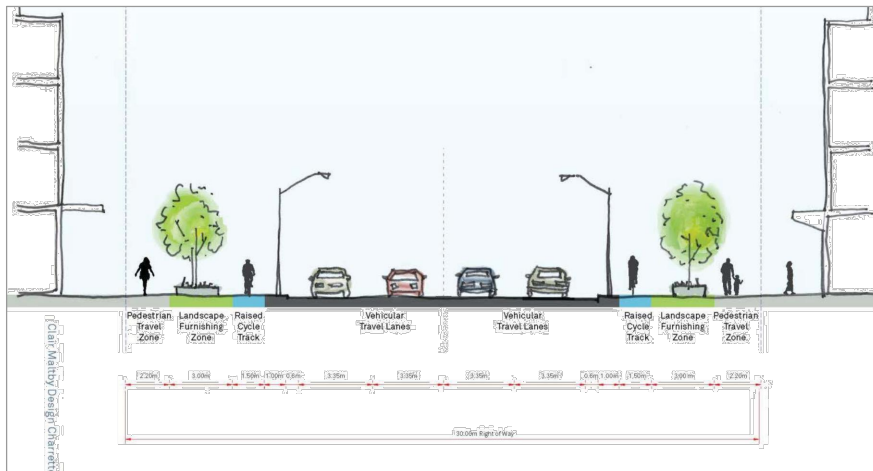 Pedestrian Travel Zone
Landscape Furnishing Zone
Raised Cycle Track
Vehicular Travel Lanes
Vehicular Travel Lanes
Raised Cycle Track
Landscape Furnishing Zone
Pedestrian Travel Zone
2.20m 3.00m 1.50m 1.00m 0.6m 3.35m 3.35m 3.35m 3.35m 0.6m 1.00m 1.50m 3.00m 2.20m
30.00m Right of Way
Clair Maltby Design Charrette